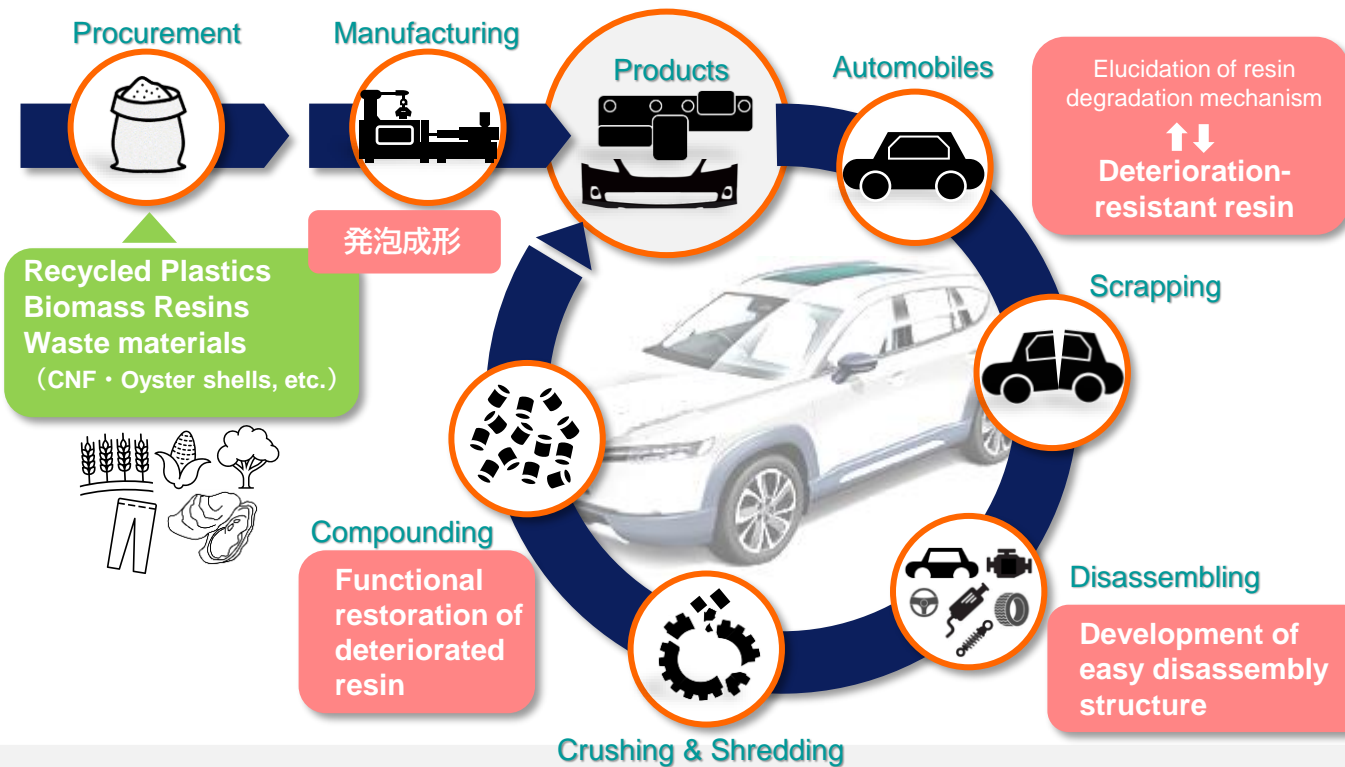 Procurement
Manufacturing
Products
Automobiles
Elucidation of resin
degradation mechanism
⬆⬇
Deterioration-
resistant resin
発泡成形
Recycled Plastics
Biomass Resins
Waste materials
（CNF・Oyster shells, etc.）
Scrapping
Disassembling
Development of
easy disassembly
structure
Compounding
Functional
restoration of
deteriorated
resin
Crushing & Shredding